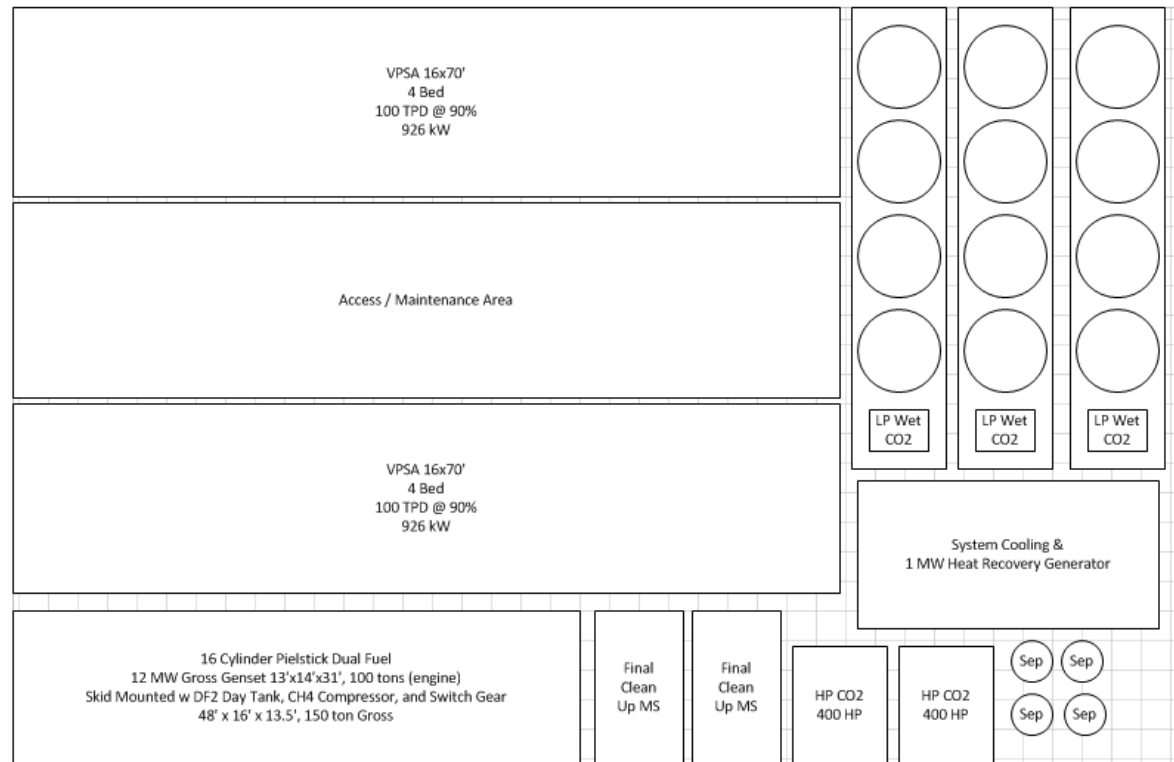 VPSA 16x70'
4 Bed
100 TPD @ 90%
926 kW
Access / Maintenance Area
LP Wet
CO2
LP Wet
CO2
LP Wet
CO2
VPSA 16x70'
4 Bed
100 TPD @ 90%
926 kW
System Cooling &
1 MW Heat Recovery Generator
16 Cylinder Pielstick Dual Fuel
12 MW Gross Genset 13'x14'x31', 100 tons (engine)
Skid Mounted w DF2 Day Tank, CH4 Compressor, and Switch Gear
48' x 16' x 13.5', 150 ton Gross
Final
Clean
Up MS
Final
Clean
Up MS
HP CO2
400 HP
HP CO2
400 HP
Sep
Sep
Sep
Sep